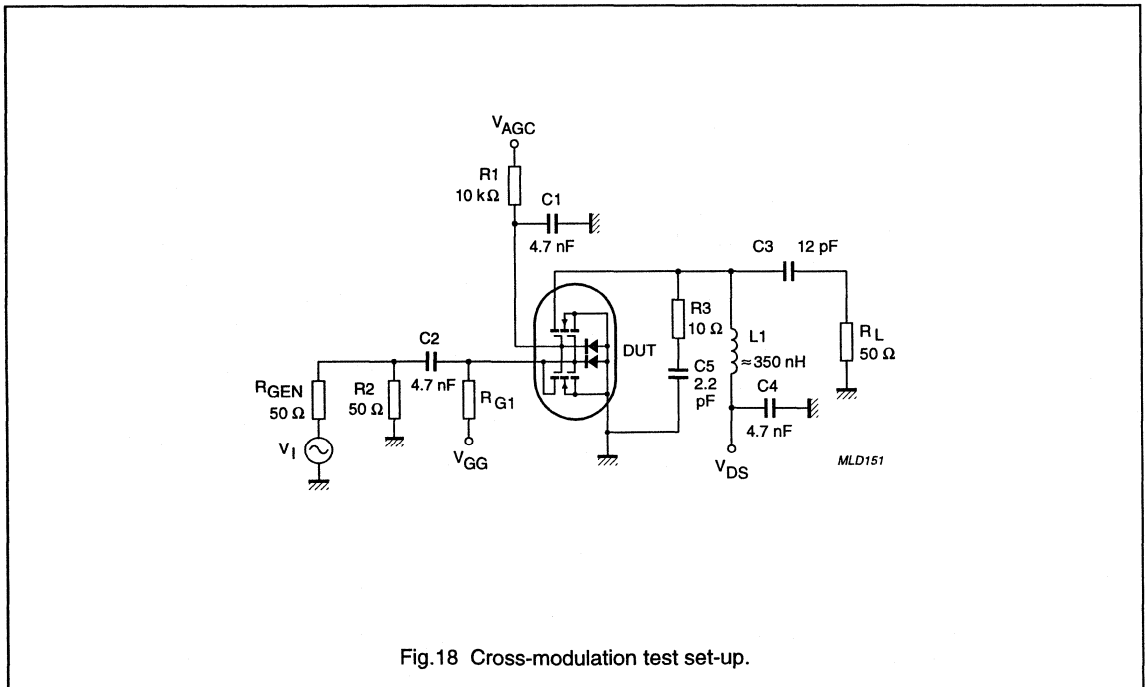 V_AGC
R1
10 kΩ
C1
4.7 nF
C3 12 pF
R3
10 Ω
L1
≈350 nH
R_L
50 Ω
DUT
C2
4.7 nF
C5
2.2
pF
R_GEN
50 Ω
R2
50 Ω
R_G1
C4
4.7 nF
V_I
V_GG
V_DS
MLD151
Fig.18 Cross-modulation test set-up.